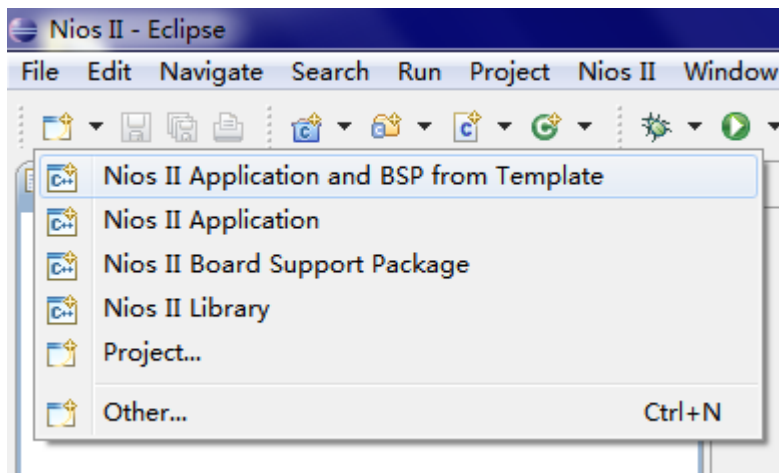 Nios II - Eclipse
File Edit Navigate Search Run Project Nios II Window
Nios II Application and BSP from Template
Nios II Application
Nios II Board Support Package
Nios II Library
Project...
Other... Ctrl+N